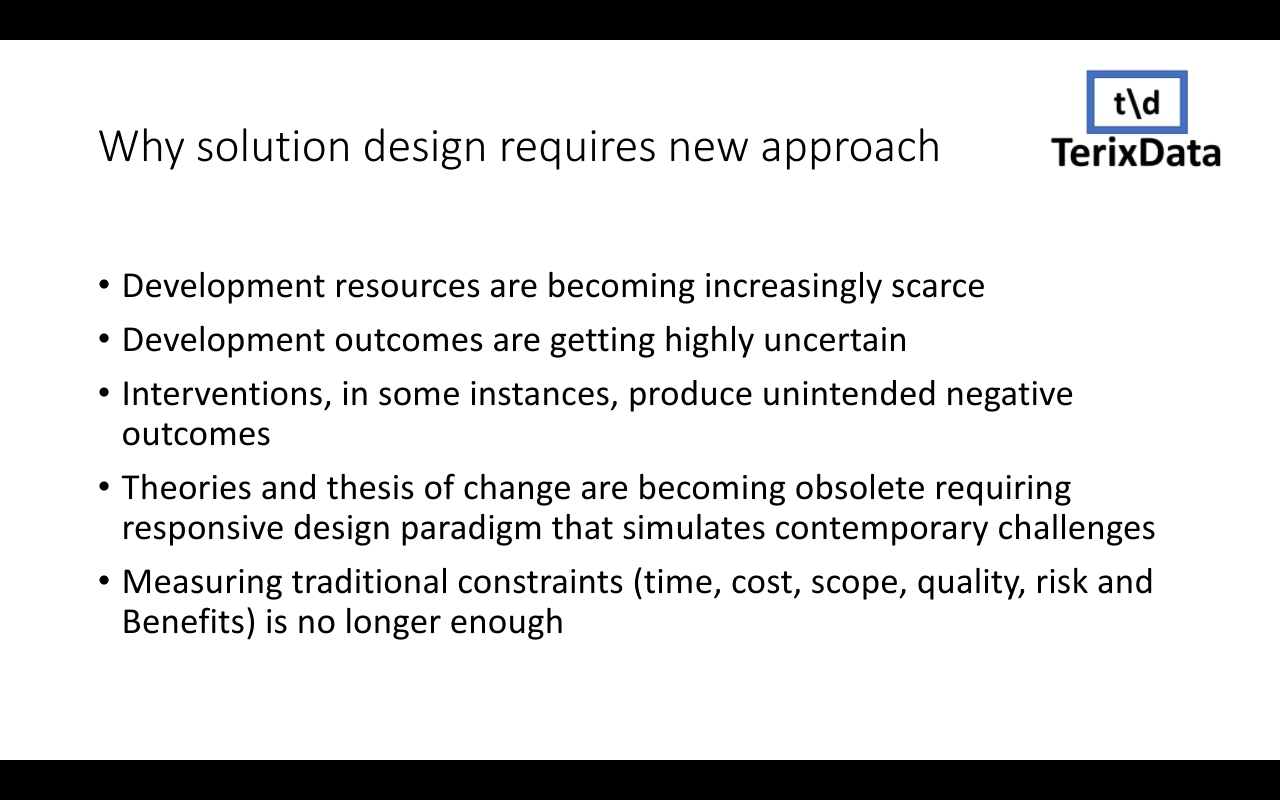 t\d
TerixData
Why solution design requires new approach
• Development resources are becoming increasingly scarce
• Development outcomes are getting highly uncertain
• Interventions, in some instances, produce unintended negative
outcomes
• Theories and thesis of change are becoming obsolete requiring
responsive design paradigm that simulates contemporary challenges
• Measuring traditional constraints (time, cost, scope, quality, risk and
Benefits) is no longer enough